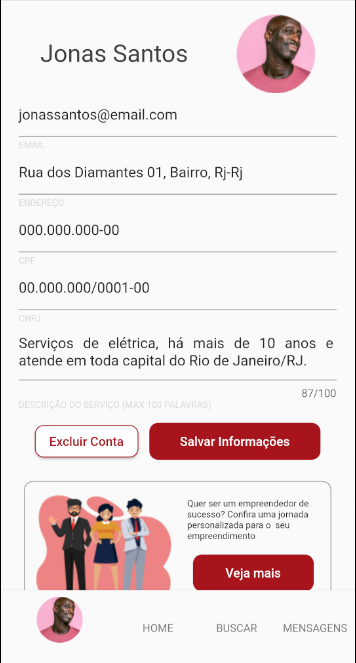 Jonas Santos
jonassantos@email.com
EMAIL
Rua dos Diamantes 01, Bairro, Rj-Rj
ENDEREÇO
000.000.000-00
CPF
00.000.000/0001-00
CNPJ
Serviços de elétrica, há mais de 10 anos e
atende em toda capital do Rio de Janeiro/RJ.
87/100
DESCRIÇÃO DO SERVIÇO (MAX 100 PALAVRAS)
Excluir Conta
Salvar Informações
Quer ser um empreendedor de
sucesso? Confira uma jornada
personalizada para o seu
empreendimento
Veja mais
HOME
BUSCAR
MENSAGENS